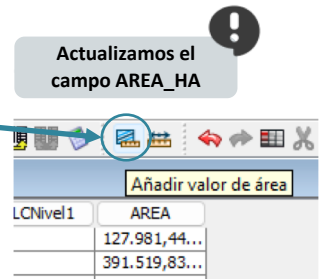 Actualizamos el
campo AREA_HA
Añadir valor de área
LCNivel1 AREA
127.981,44...
391.519,83...